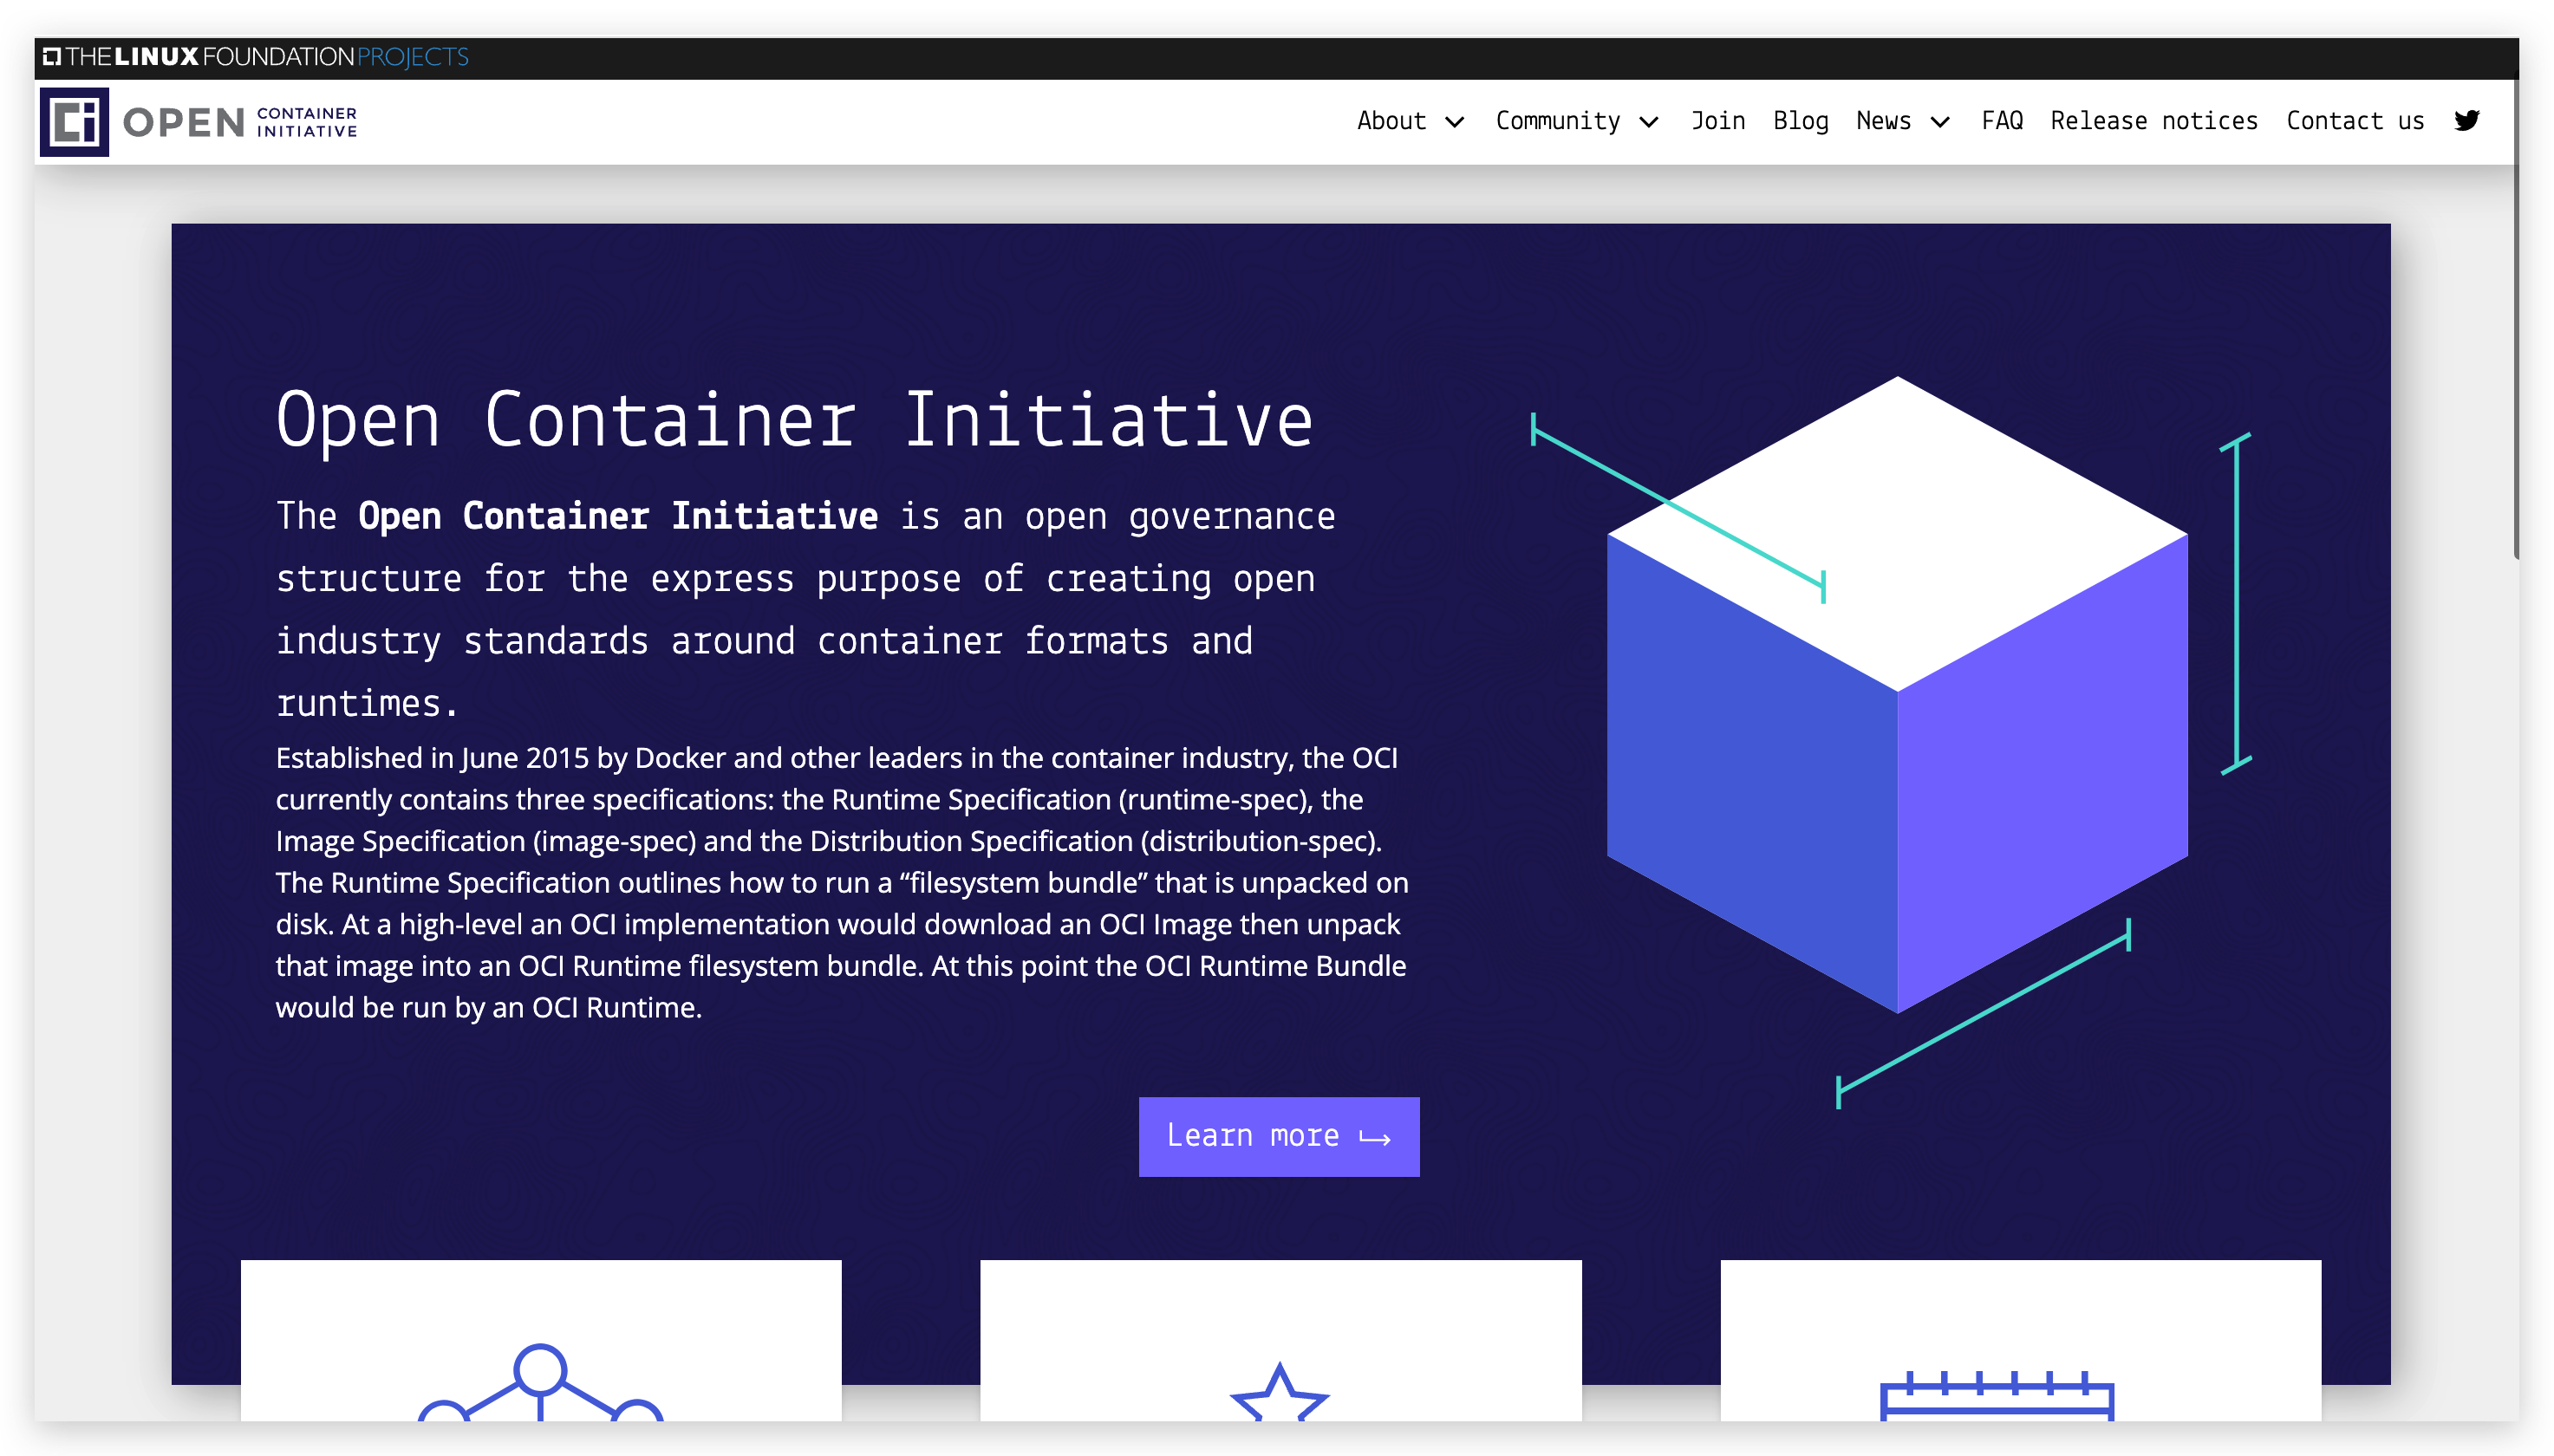 THE LINUX FOUNDATION PROJECTS
Ci OPEN CONTAINER INITIATIVE
About Community Join Blog News FAQ Release notices Contact us
Open Container Initiative
The Open Container Initiative is an open governance
structure for the express purpose of creating open
industry standards around container formats and
runtimes.
Established in June 2015 by Docker and other leaders in the container industry, the OCI
currently contains three specifications: the Runtime Specification (runtime-spec), the
Image Specification (image-spec) and the Distribution Specification (distribution-spec).
The Runtime Specification outlines how to run a “filesystem bundle” that is unpacked on
disk. At a high-level an OCI implementation would download an OCI Image then unpack
that image into an OCI Runtime filesystem bundle. At this point the OCI Runtime Bundle
would be run by an OCI Runtime.
Learn more